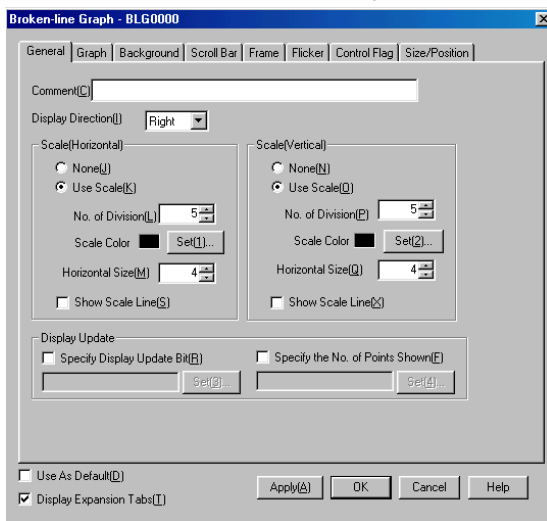 Broken-line Graph - BLG0000
General Graph Background Scroll Bar Frame Flicker Control Flag Size/Position
Comment(C)
Display Direction(I) Right
Scale(Horizontal) Scale(Vertical)
None(J) None(N)
Use Scale(K) Use Scale(O)
No. of Division(L) 5 No. of Division(P) 5
Scale Color Set(1)... Scale Color Set(2)...
Horizontal Size(M) 4 Horizontal Size(Q) 4
Show Scale Line(S) Show Scale Line(X)
Display Update
Specify Display Update Bit(R) Specify the No. of Points Shown(F)
Set(3)... Set(4)...
Use As Default(D)
Display Expansion Tabs(T)
Apply(A) OK Cancel Help